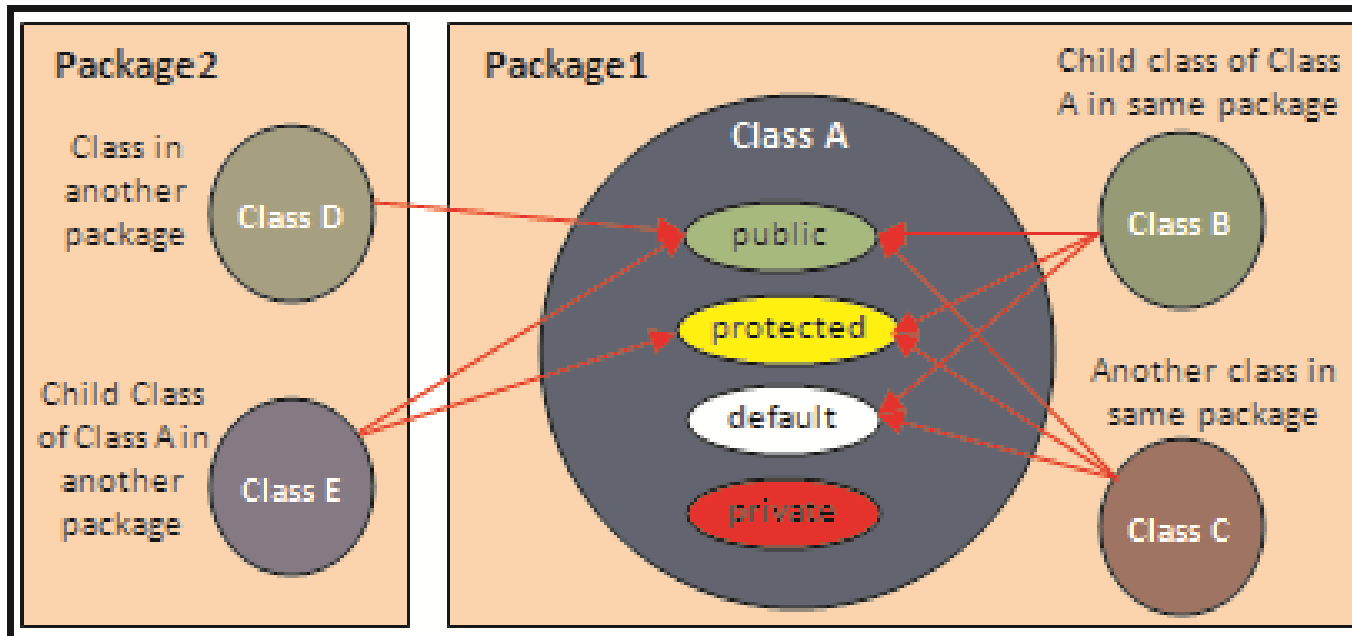 Package2
Class in
another
package
Class D
Child Class
of Class A in
another
package
Class E
Package1
Class A
public
protected
default
private
Child class of Class
A in same package
Class B
Another class in
same package
Class C